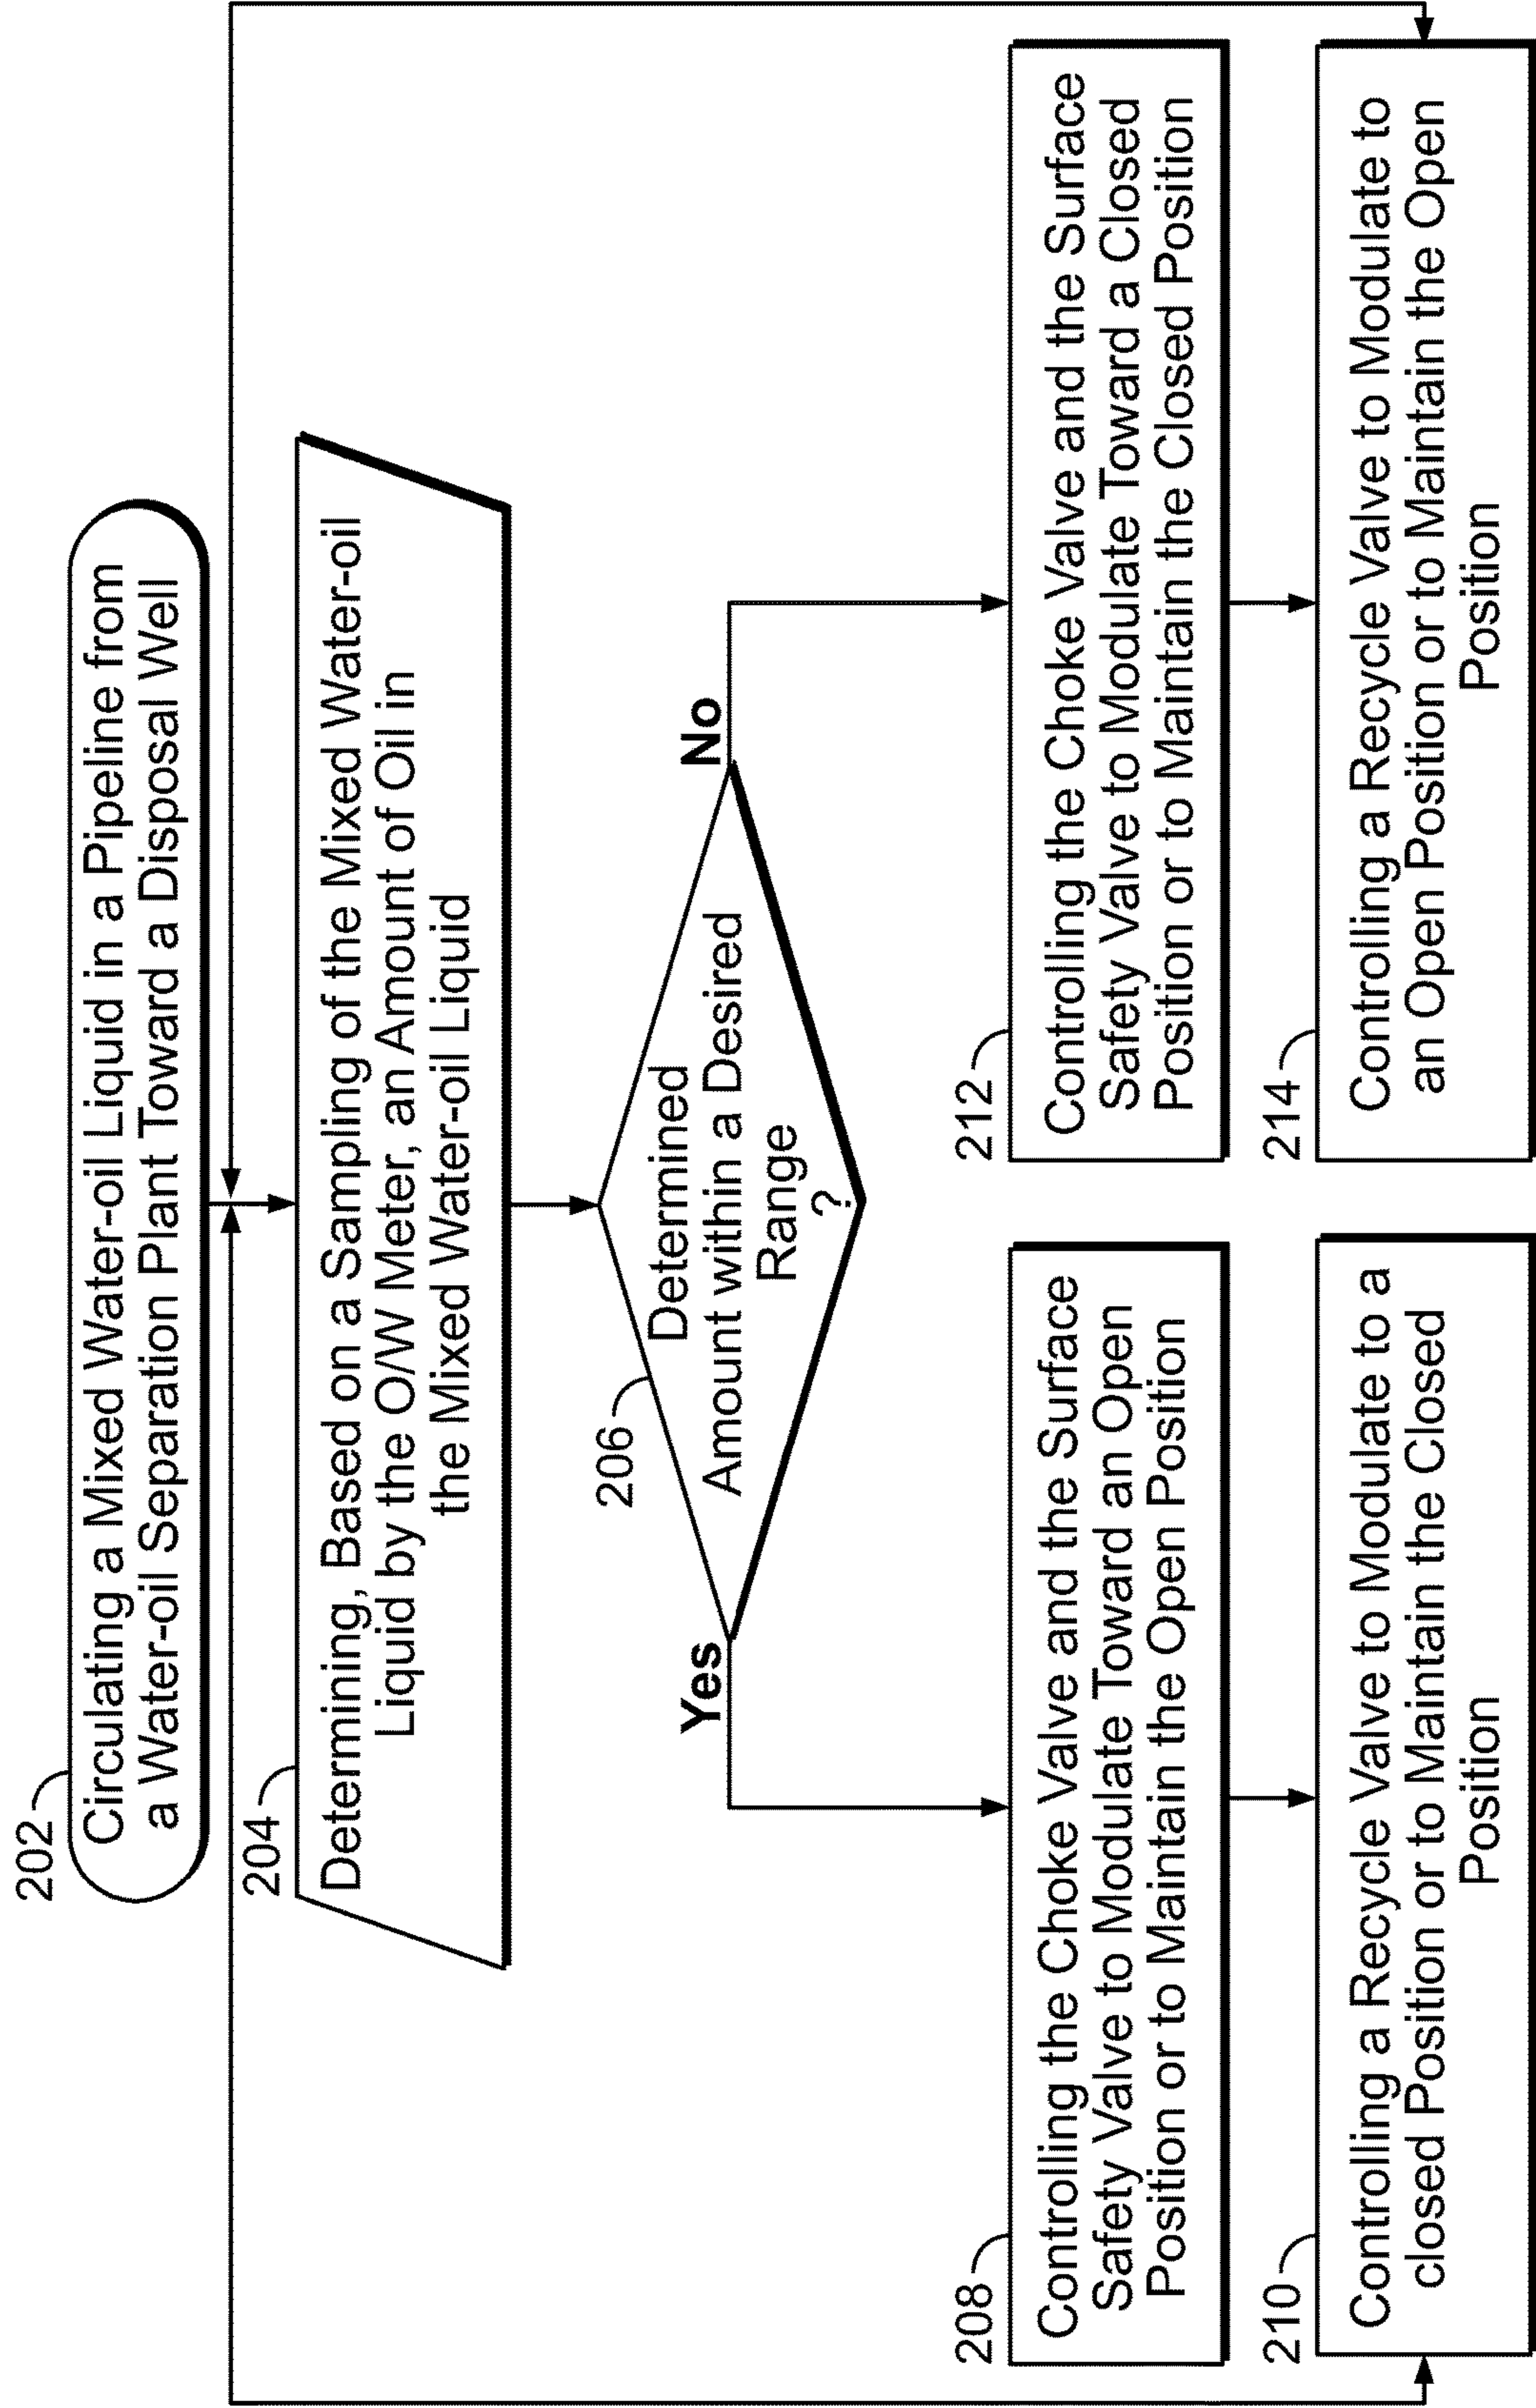 202
Circulating a Mixed Water-oil Liquid in a Pipeline from
a Water-oil Separation Plant Toward a Disposal Well
204
Determining, Based on a Sampling of the Mixed Water-oil
Liquid by the O/W Meter, an Amount of Oil in
the Mixed Water-oil Liquid
206
Determined
Amount within a Desired
Range
?
Yes
No
208
Controlling the Choke Valve and the Surface
Safety Valve to Modulate Toward an Open
Position or to Maintain the Open Position
210
Controlling a Recycle Valve to Modulate to a
closed Position or to Maintain the Closed
Position
212
Controlling the Choke Valve and the Surface
Safety Valve to Modulate Toward a Closed
Position or to Maintain the Closed Position
214
Controlling a Recycle Valve to Modulate to
an Open Position or to Maintain the Open
Position